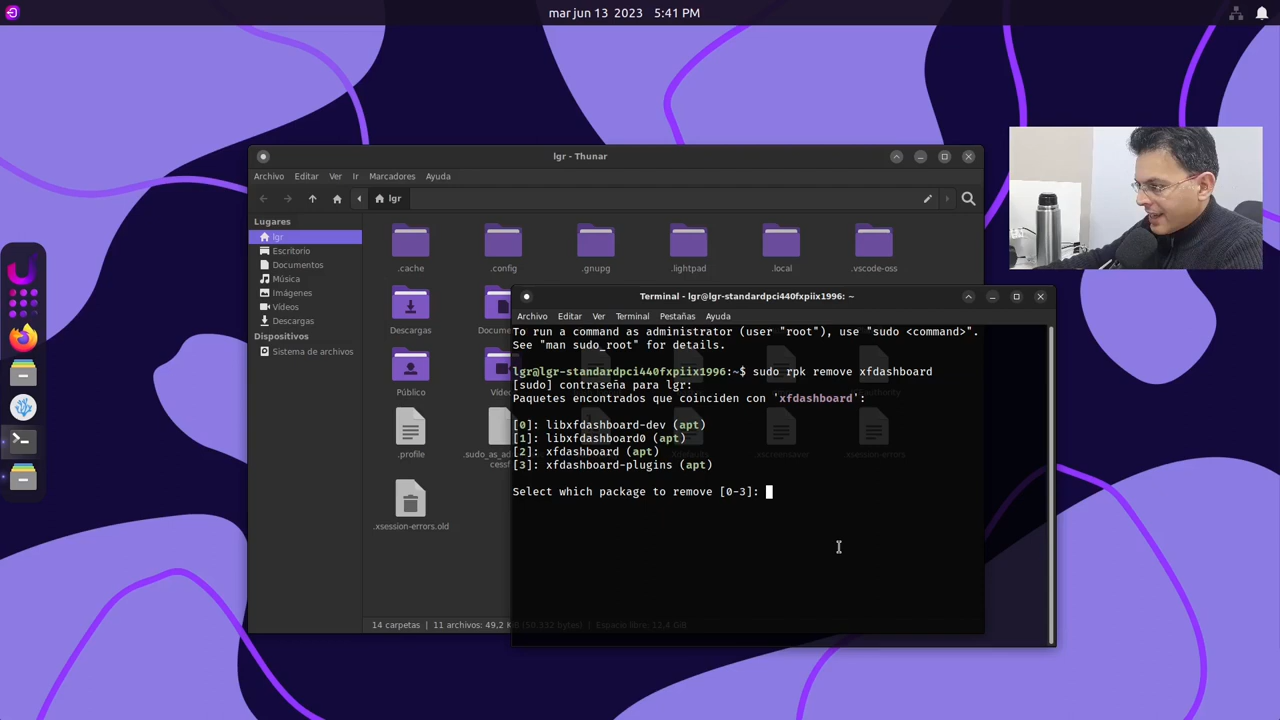 mar jun 13 2023 5:41 PM
lgr - Thunar
Archivo Editar Ver Ir Marcadores Ayuda
lgr
Lugares
lgr
Escritorio
Documentos
Música
Imágenes
Vídeos
Descargas
Dispositivos
Sistema de archivos
.cache .config .gnupg .lightpad .local .vscode-oss
Descargas
Público
.profile
.xsession-errors.old
14 carpetas | 11 archivos: 49,2
Terminal - lgr@lgr-standardpci440fxpiix1996: ~
Archivo Editar Ver Terminal Pestañas Ayuda
To run a command as administrator (user "root"), use "sudo <command>".
See "man sudo_root" for details.
lgr@lgr-standardpci440fxpiix1996:~$ sudo rpk remove xfdashboard
[sudo] contraseña para lgr:
Paquetes encontrados que coinciden con 'xfdashboard':
[0]: libxfdashboard-dev (apt)
[1]: libxfdashboard0 (apt)
[2]: xfdashboard (apt)
[3]: xfdashboard-plugins (apt)
Select which package to remove [0-3]: